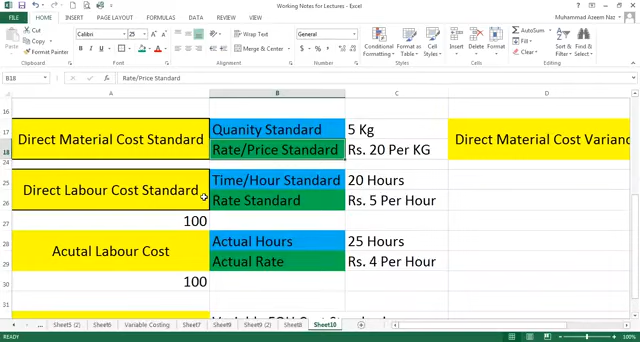 Working Notes for Lectures - Excel
Muhammad Azeem Naz
FILE HOME INSERT PAGE LAYOUT FORMULAS DATA REVIEW VIEW
Cut
Copy
Format Painter
Clipboard
Calibri 25
Font
Wrap Text
Merge & Center
Alignment
General
Number
Conditional Formatting
Format as Table
Cell Styles
Styles
Insert Delete Format
Cells
AutoSum
Fill
Clear
Sort & Filter
Find & Select
Editing
B18 fx Rate/Price Standard
A B C D
16
17 Direct Material Cost Standard Quanity Standard 5 Kg Direct Material Cost Varianc
18 Rate/Price Standard Rs. 20 Per KG
24
25 Direct Labour Cost Standard Time/Hour Standard 20 Hours
26 Rate Standard Rs. 5 Per Hour
27 100
28 Acutal Labour Cost Actual Hours 25 Hours
29 Actual Rate Rs. 4 Per Hour
30 100
31
... Sheet5 (2) Sheet6 Variable Costing Sheet7 Sheet9 Sheet9 (2) Sheet8 Sheet10
READY 100%